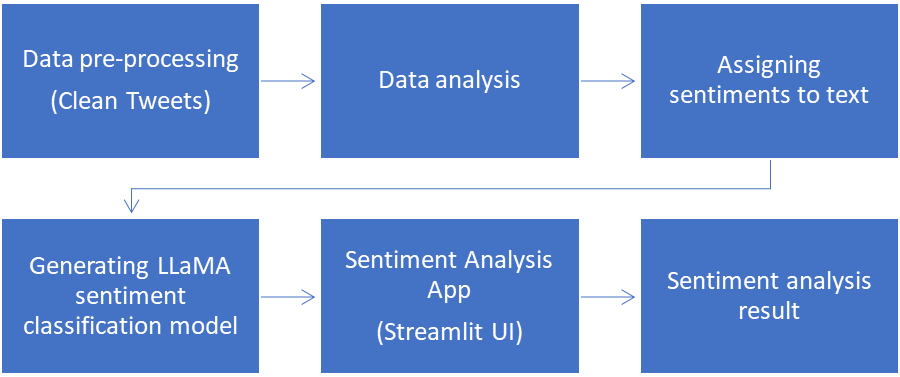 Data pre-processing
(Clean Tweets)
Data analysis
Assigning
sentiments to text
Generating LLaMA
sentiment
classification model
Sentiment Analysis
App
(Streamlit UI)
Sentiment analysis
result